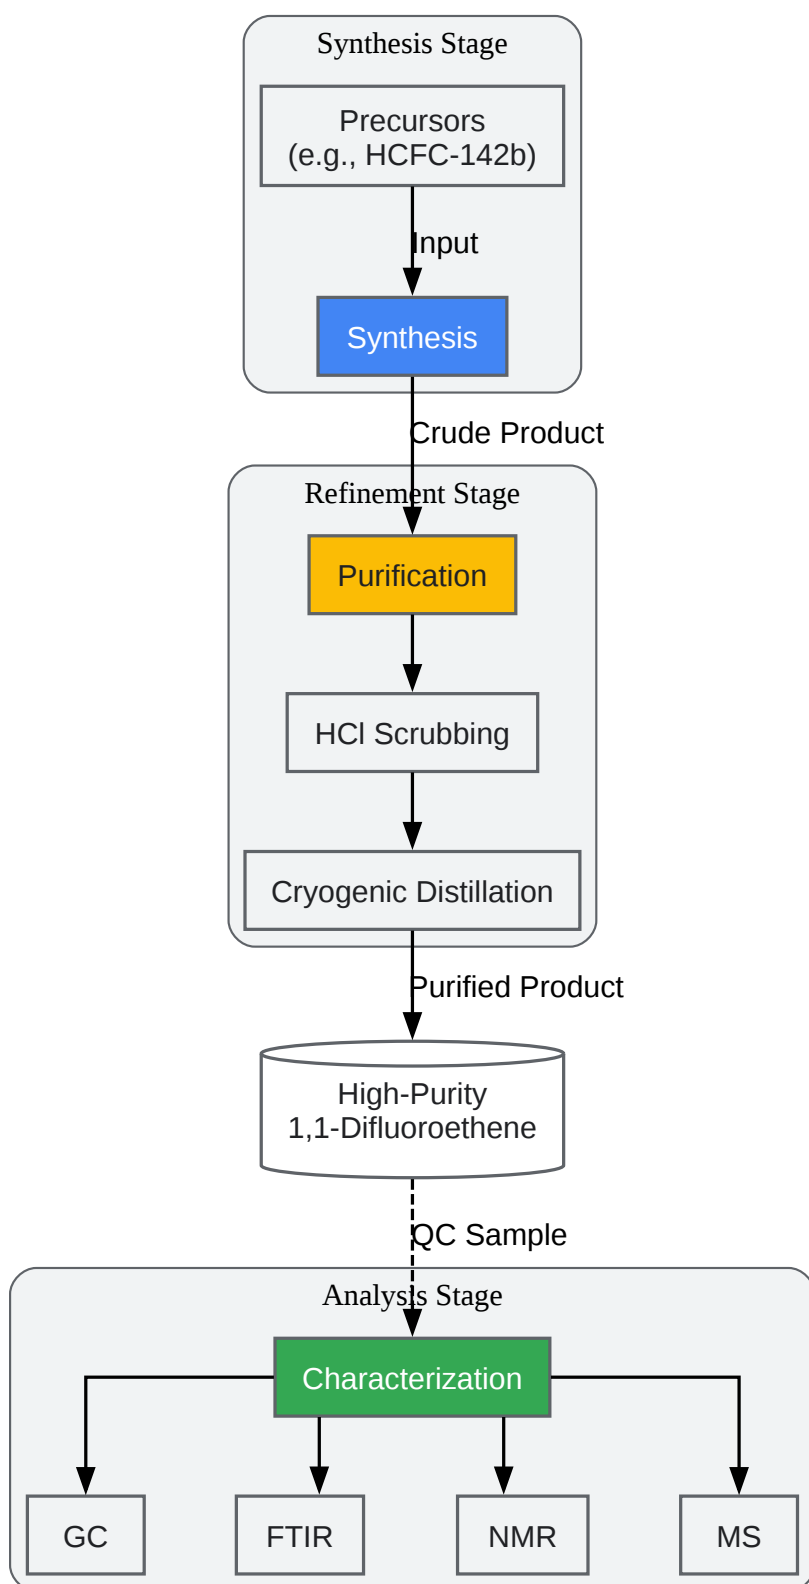 Synthesis Stage
Precursors
(e.g., HCFC-142b)
Input
Synthesis
Crude Product
Refinement Stage
Purification
HCl Scrubbing
Cryogenic Distillation
Purified Product
High-Purity
1,1-Difluoroethene
QC Sample
Analysis Stage
Characterization
GC
FTIR
NMR
MS